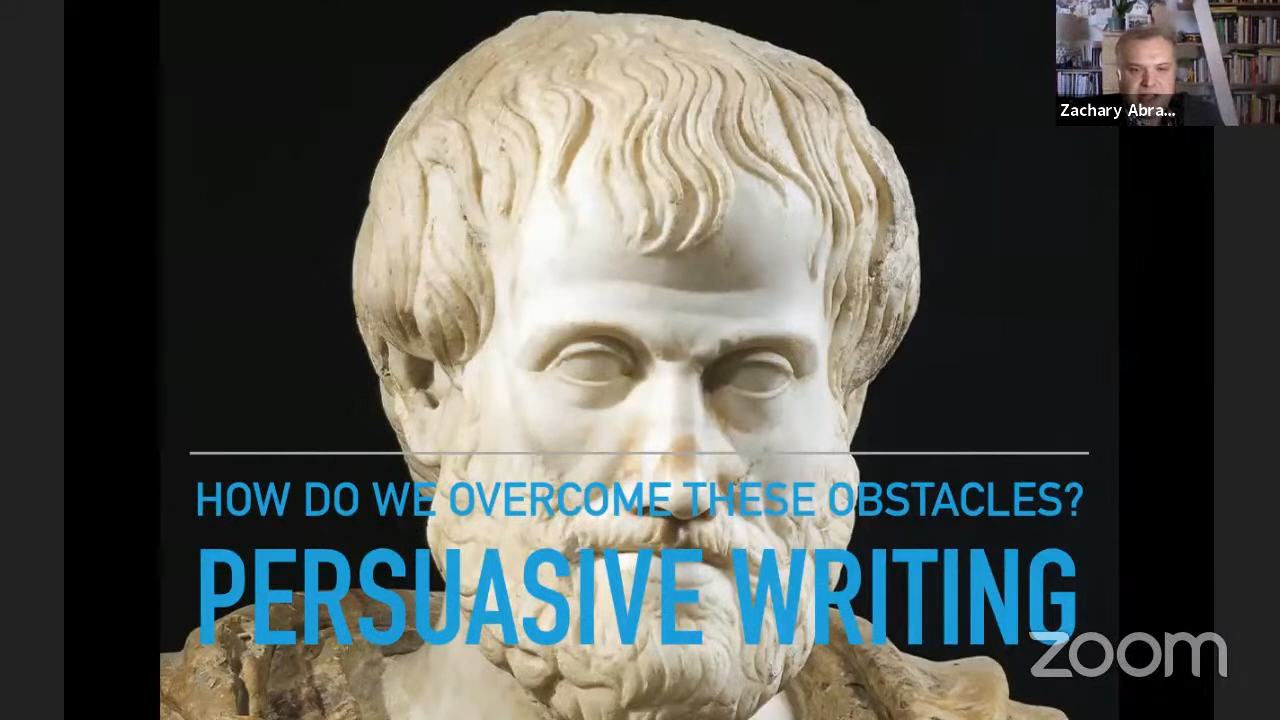 Zachary Abra...
HOW DO WE OVERCOME THESE OBSTACLES?
PERSUASIVE WRITING
zoom